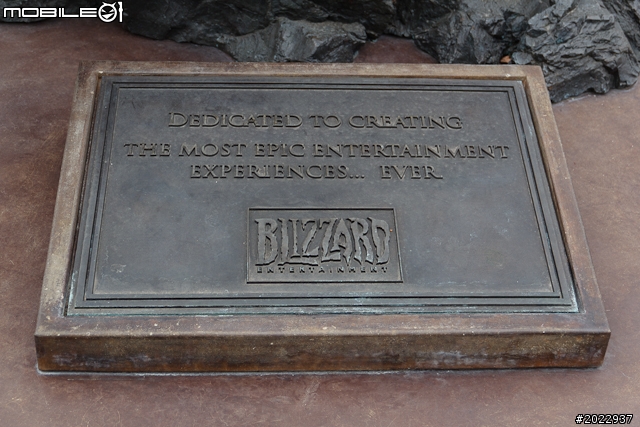 MOBILE01
DEDICATED TO CREATING
THE MOST EPIC ENTERTAINMENT
EXPERIENCES... EVER
BLIZZARD
ENTERTAINMENT
#2022937